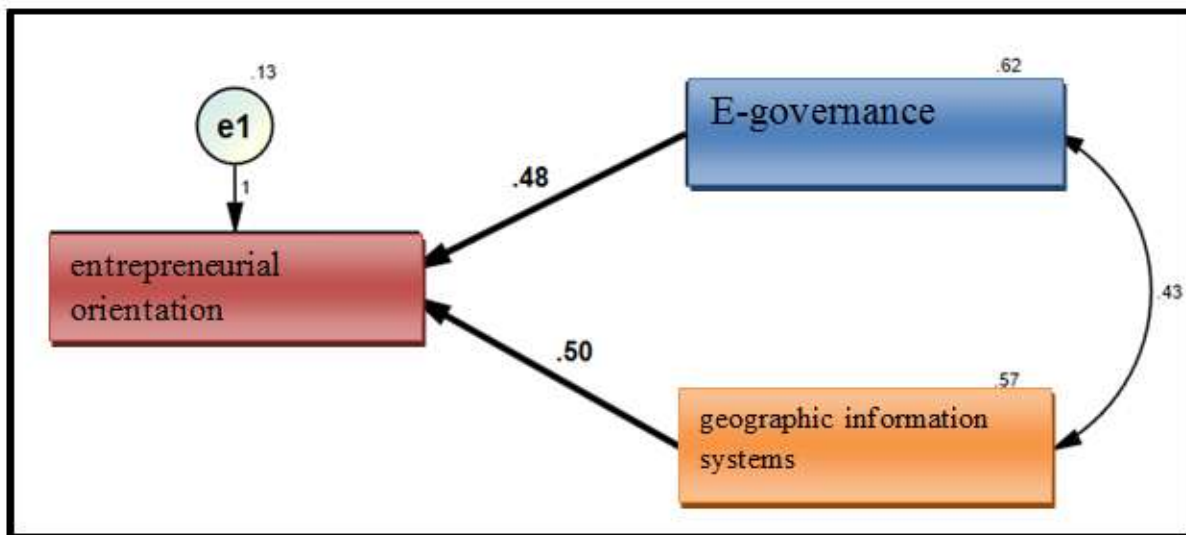 .13
.62
e1
E-governance
.48
1
entrepreneurial
orientation
.43
.50
.57
geographic information
systems